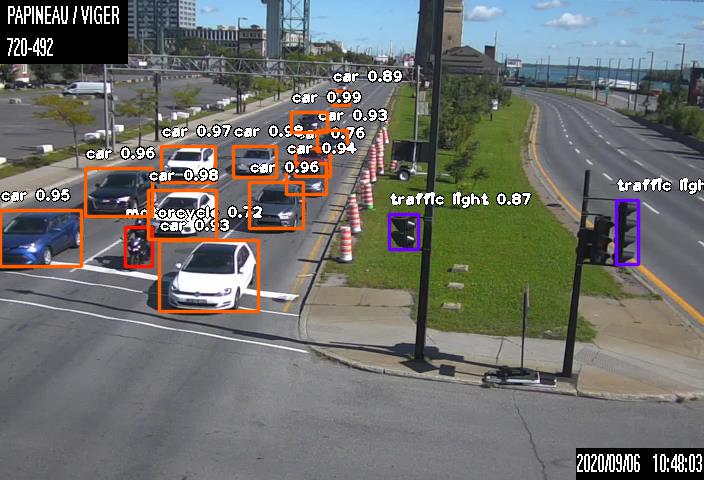 PAPINEAU / VIGER
720-492
car 0.89
car 0.99
car 0.93
car 0.97
car 0.98
0.76
car 0.94
car 0.96
car 0.98
car 0.96
car 0.95
motorcycle 0.72
car 0.93
traffic light 0.87
traffic ligh
2020/09/06 10:48:03